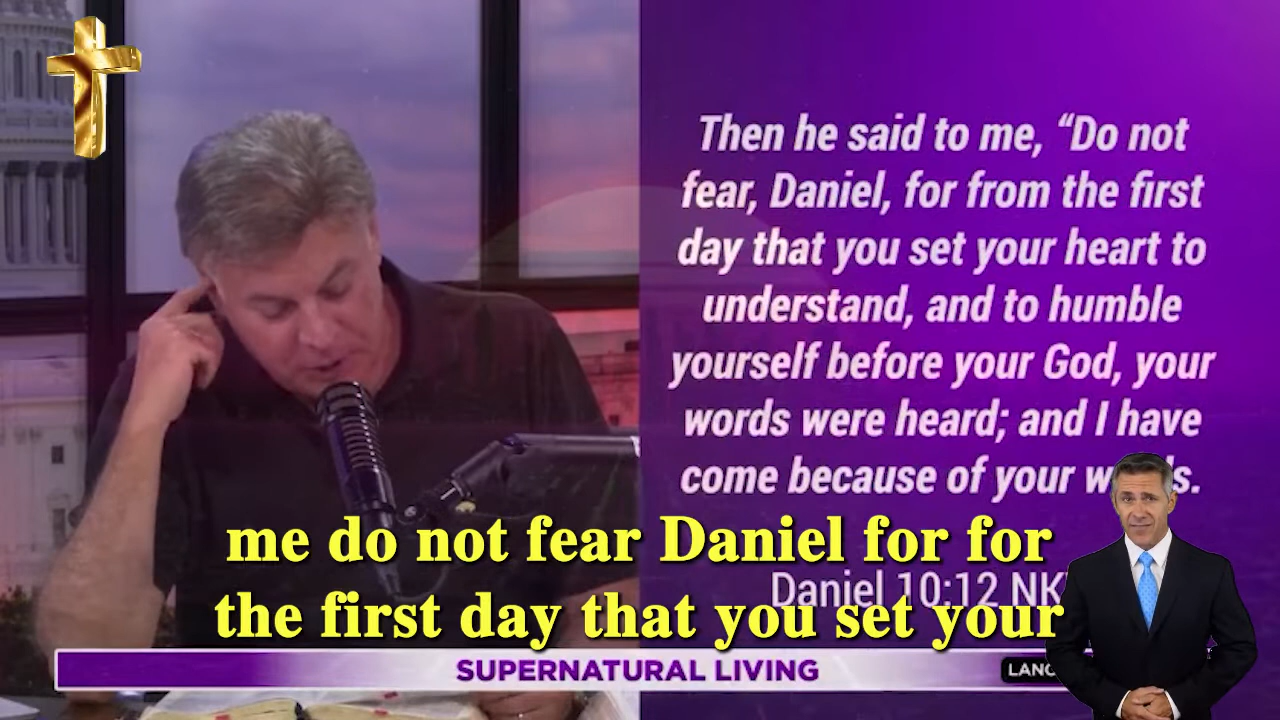 Then he said to me, “Do not
fear, Daniel, for from the first
day that you set your heart to
understand, and to humble
yourself before your God, your
words were heard; and I have
come because of your
me do not fear Daniel for for
Daniel 10:12
the first day that you set your
SUPERNATURAL LIVING